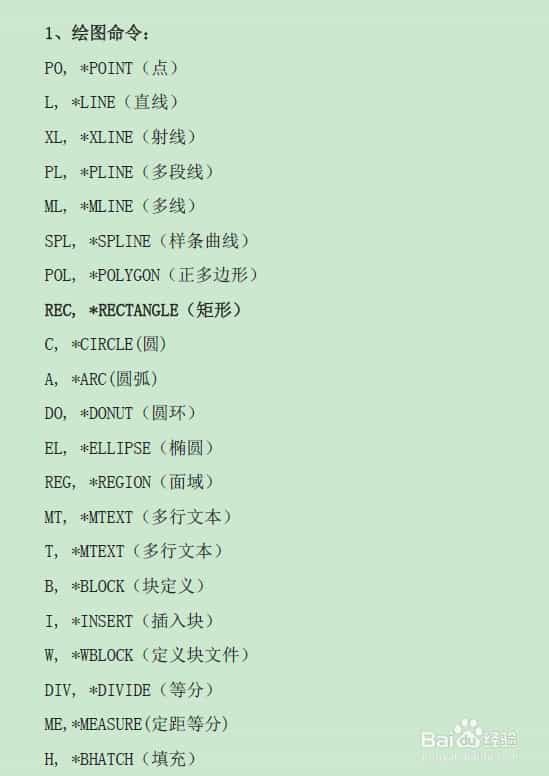 1、绘图命令：
PO, *POINT（点）
L, *LINE（直线）
XL, *XLINE（射线）
PL, *PLINE（多段线）
ML, *MLINE（多线）
SPL, *SPLINE（样条曲线）
POL, *POLYGON（正多边形）
REC, *RECTANGLE（矩形）
C, *CIRCLE(圆)
A, *ARC(圆弧)
DO, *DONUT（圆环）
EL, *ELLIPSE（椭圆）
REG, *REGION（面域）
MT, *MTEXT（多行文本）
T, *MTEXT（多行文本）
B, *BLOCK（块定义）
I, *INSERT（插入块）
W, *WBLOCK（定义块文件）
DIV, *DIVIDE（等分）
ME,*MEASURE(定距等分)
H, *BHATCH（填充）
Baidu经验
jingyan.baidu.com